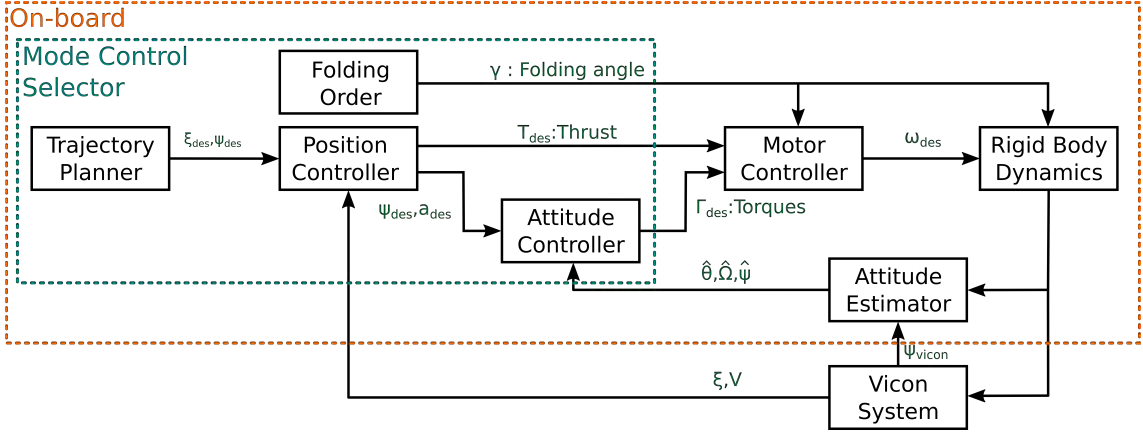 On-board
Mode Control
Selector
Folding
Order
γ : Folding angle
Trajectory
Planner
ξdes,ψdes
Position
Controller
Tdes:Thrust
Motor
Controller
ωdes
Rigid Body
Dynamics
ψdes,ades
Attitude
Controller
Γdes:Torques
θ̂,Ω̂,ψ̂
Attitude
Estimator
ψvicon
ξ,V
Vicon
System